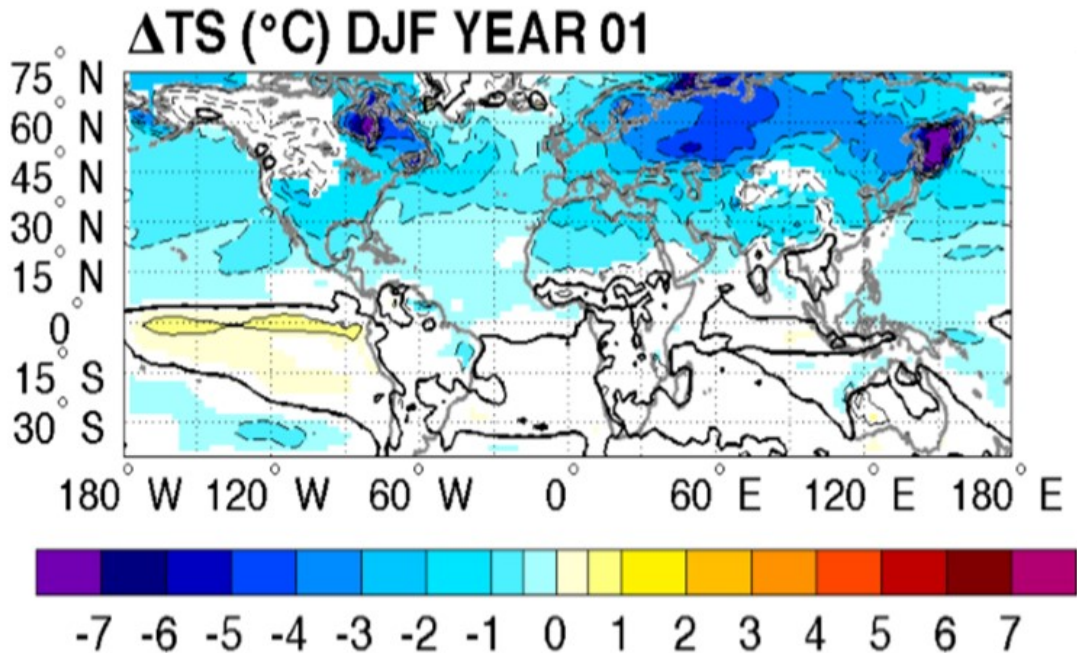 ΔTS (°C) DJF YEAR 01
75° N
60° N
45° N
30° N
15° N
0°
15° S
30° S
180° W 120° W 60° W 0° 60° E 120° E 180° E
-7 -6 -5 -4 -3 -2 -1 0 1 2 3 4 5 6 7